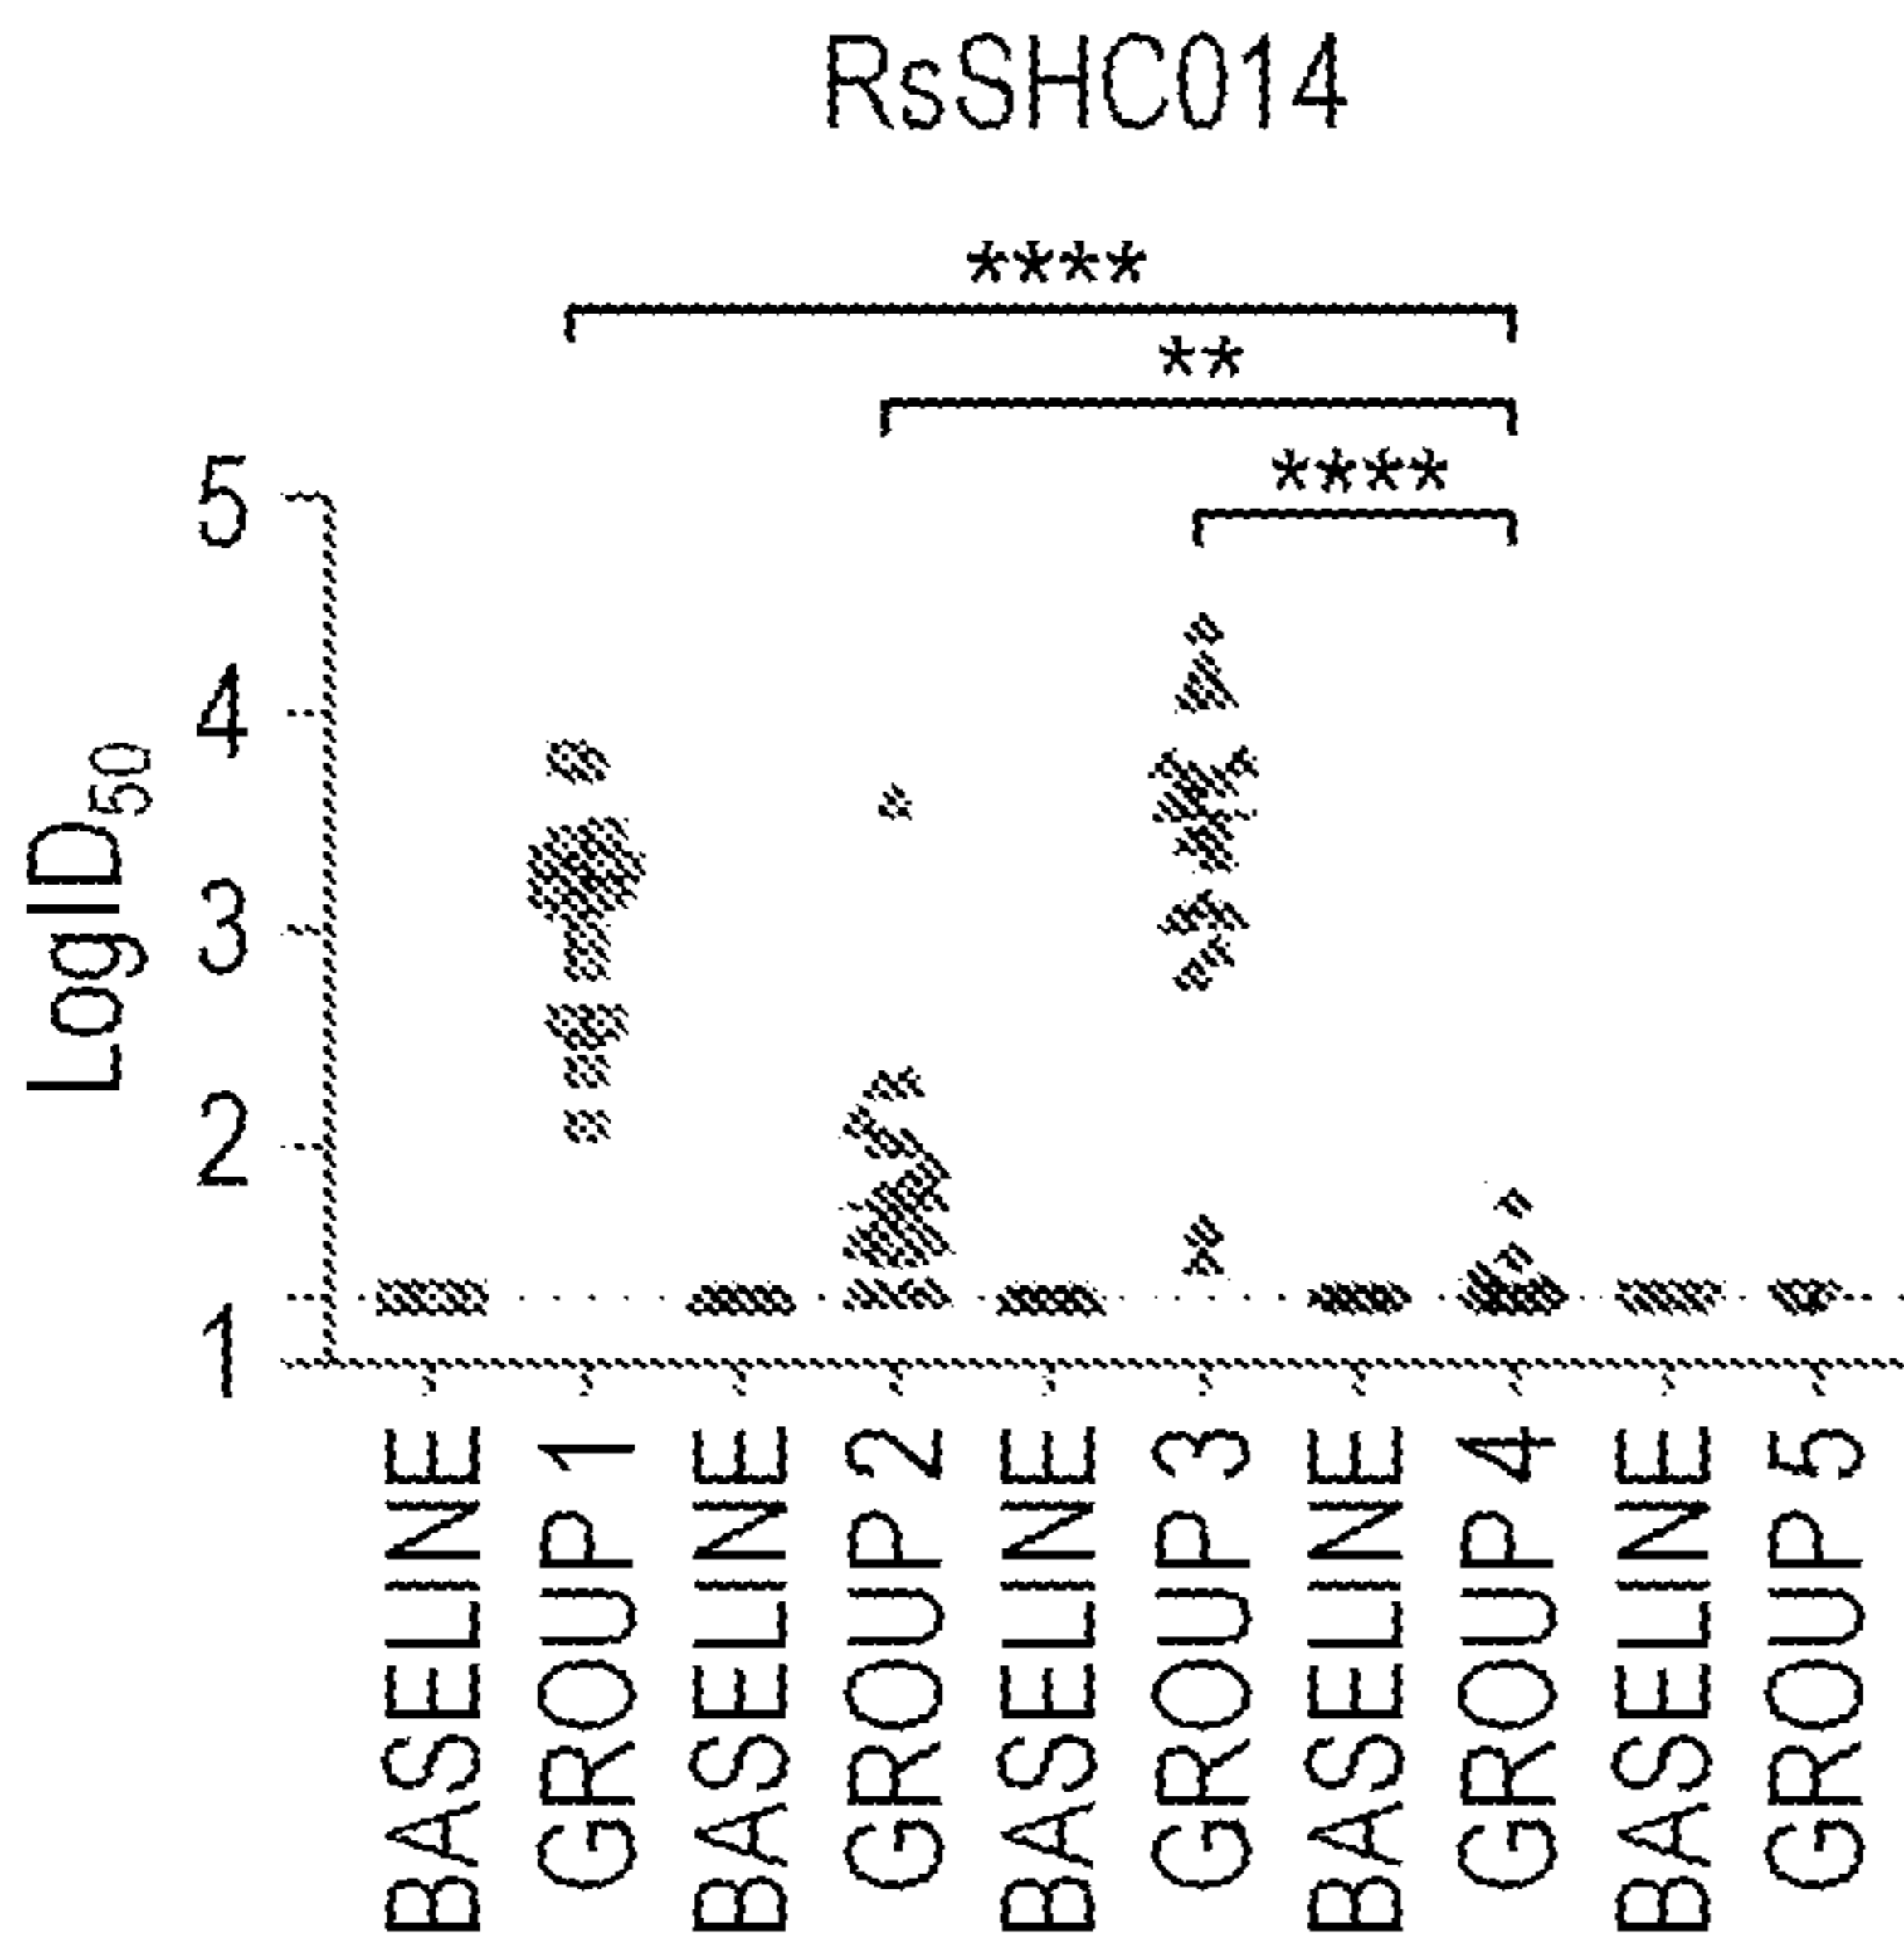 RsSHC014
****
**
****
LogID50
5
4
3
2
1
BASELINE
GROUP 1
BASELINE
GROUP 2
BASELINE
GROUP 3
BASELINE
GROUP 4
BASELINE
GROUP 5